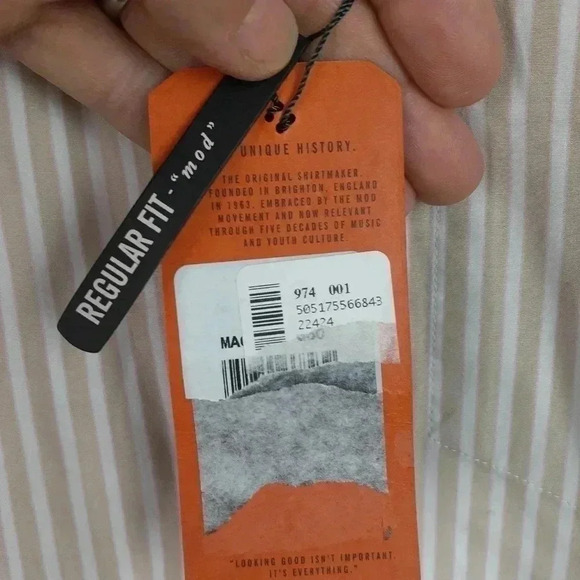 REGULAR FIT - "mod"
UNIQUE HISTORY.
THE ORIGINAL SHIRTMAKER.
FOUNDED IN BRIGHTON, ENGLAND
IN 1963. EMBRACED BY THE MOD
MOVEMENT AND NOW RELEVANT
THROUGH FIVE DECADES OF MUSIC
AND YOUTH CULTURE.
974 001
505175566843
22424
"LOOKING GOOD ISN'T IMPORTANT,
IT'S EVERYTHING."